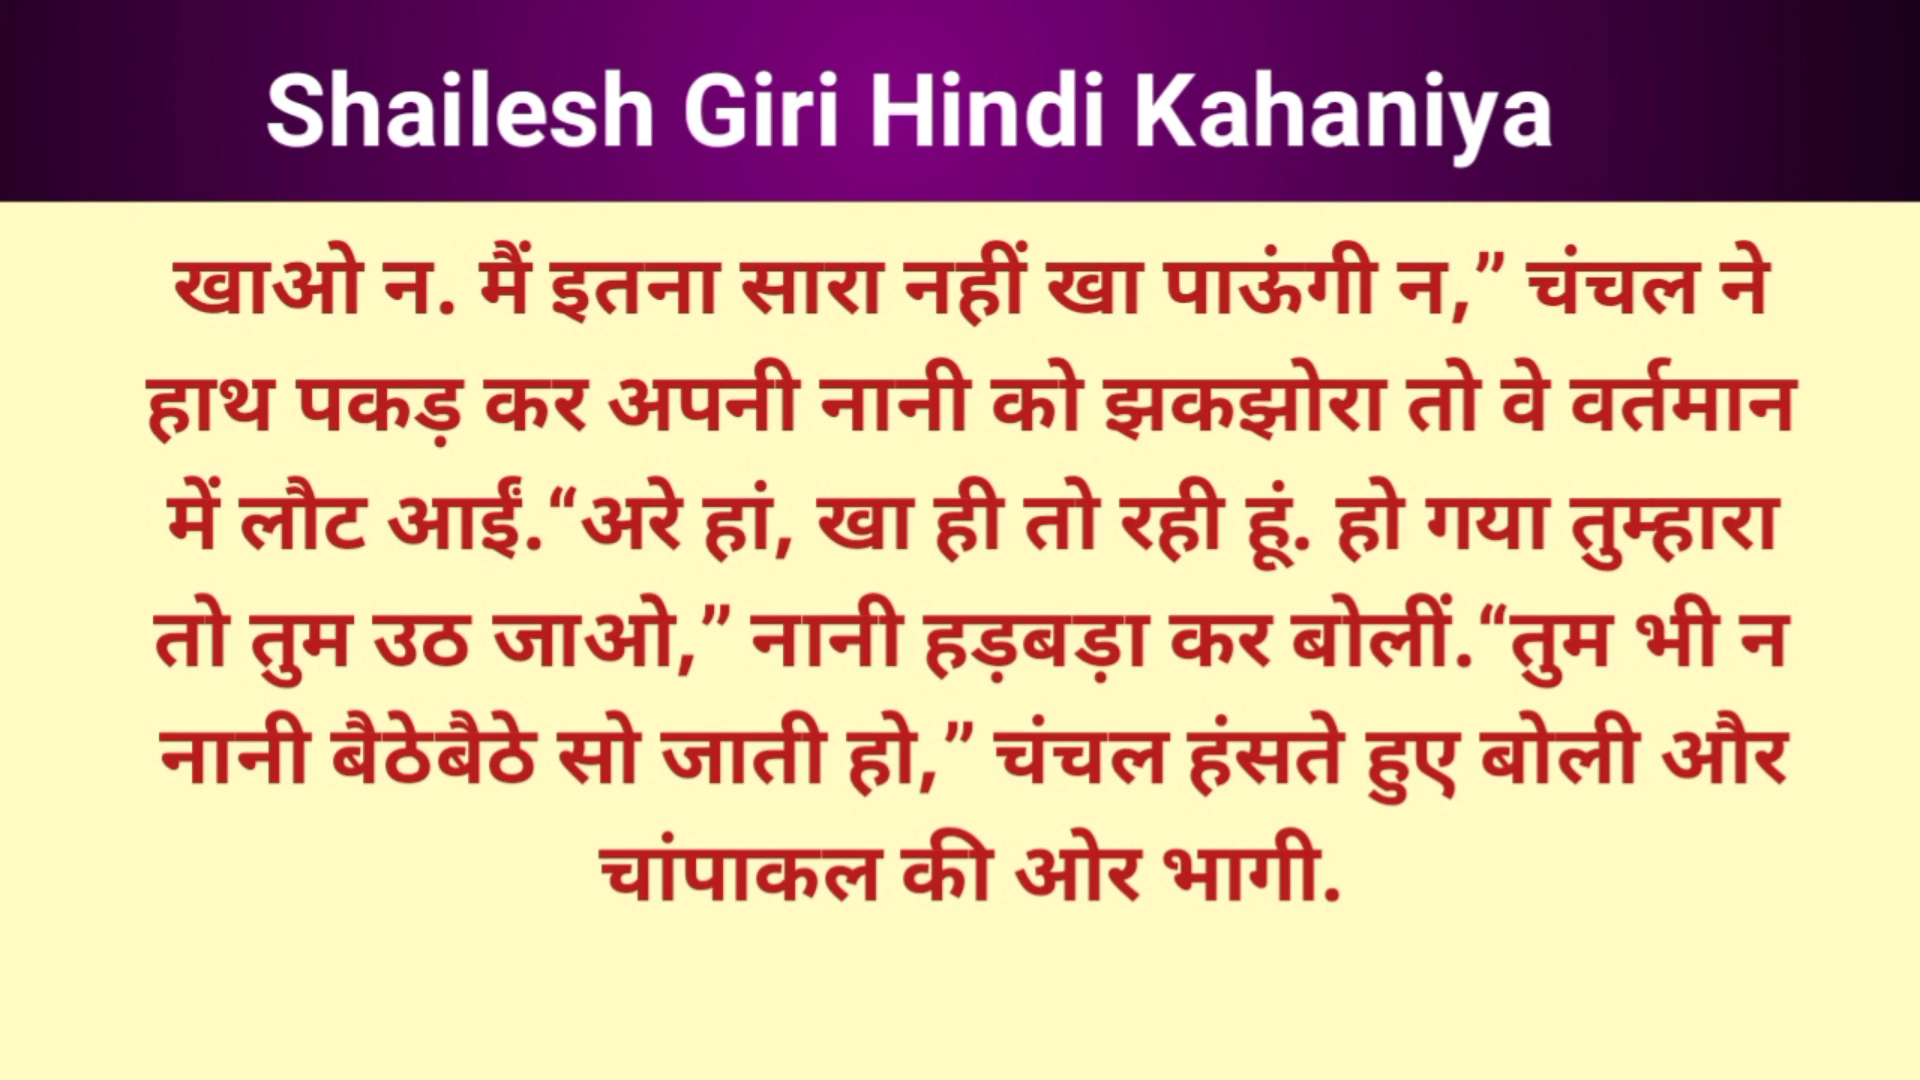 Shailesh Giri Hindi Kahaniya
खाओ न. मैं इतना सारा नहीं खा पाऊंगी न,” चंचल ने
हाथ पकड़ कर अपनी नानी को झकझोरा तो वे वर्तमान
में लौट आईं.“अरे हां, खा ही तो रही हूं. हो गया तुम्हारा
तो तुम उठ जाओ,” नानी हड़बड़ा कर बोलीं.“तुम भी न
नानी बैठेबैठे सो जाती हो,” चंचल हंसते हुए बोली और
चांपाकल की ओर भागी.